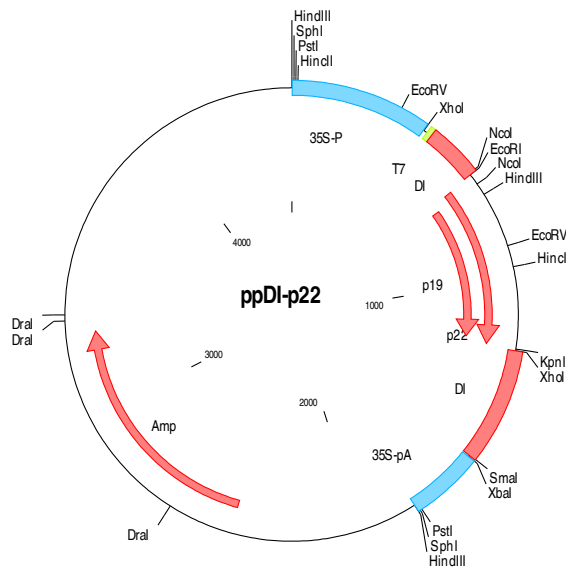 HindIII
SphI
PstI
HincII
EcoRV
XhoI
35S-P
NcoI
EcoRI
NcoI
HindIII
T7
DI
EcoRV
HincI
4000
ppDI-p22
p19
1000
p22
DraI
DraI
3000
KpnI
XhoI
DI
2000
Amp
35S-pA
SmaI
XbaI
DraI
PstI
SphI
HindIII